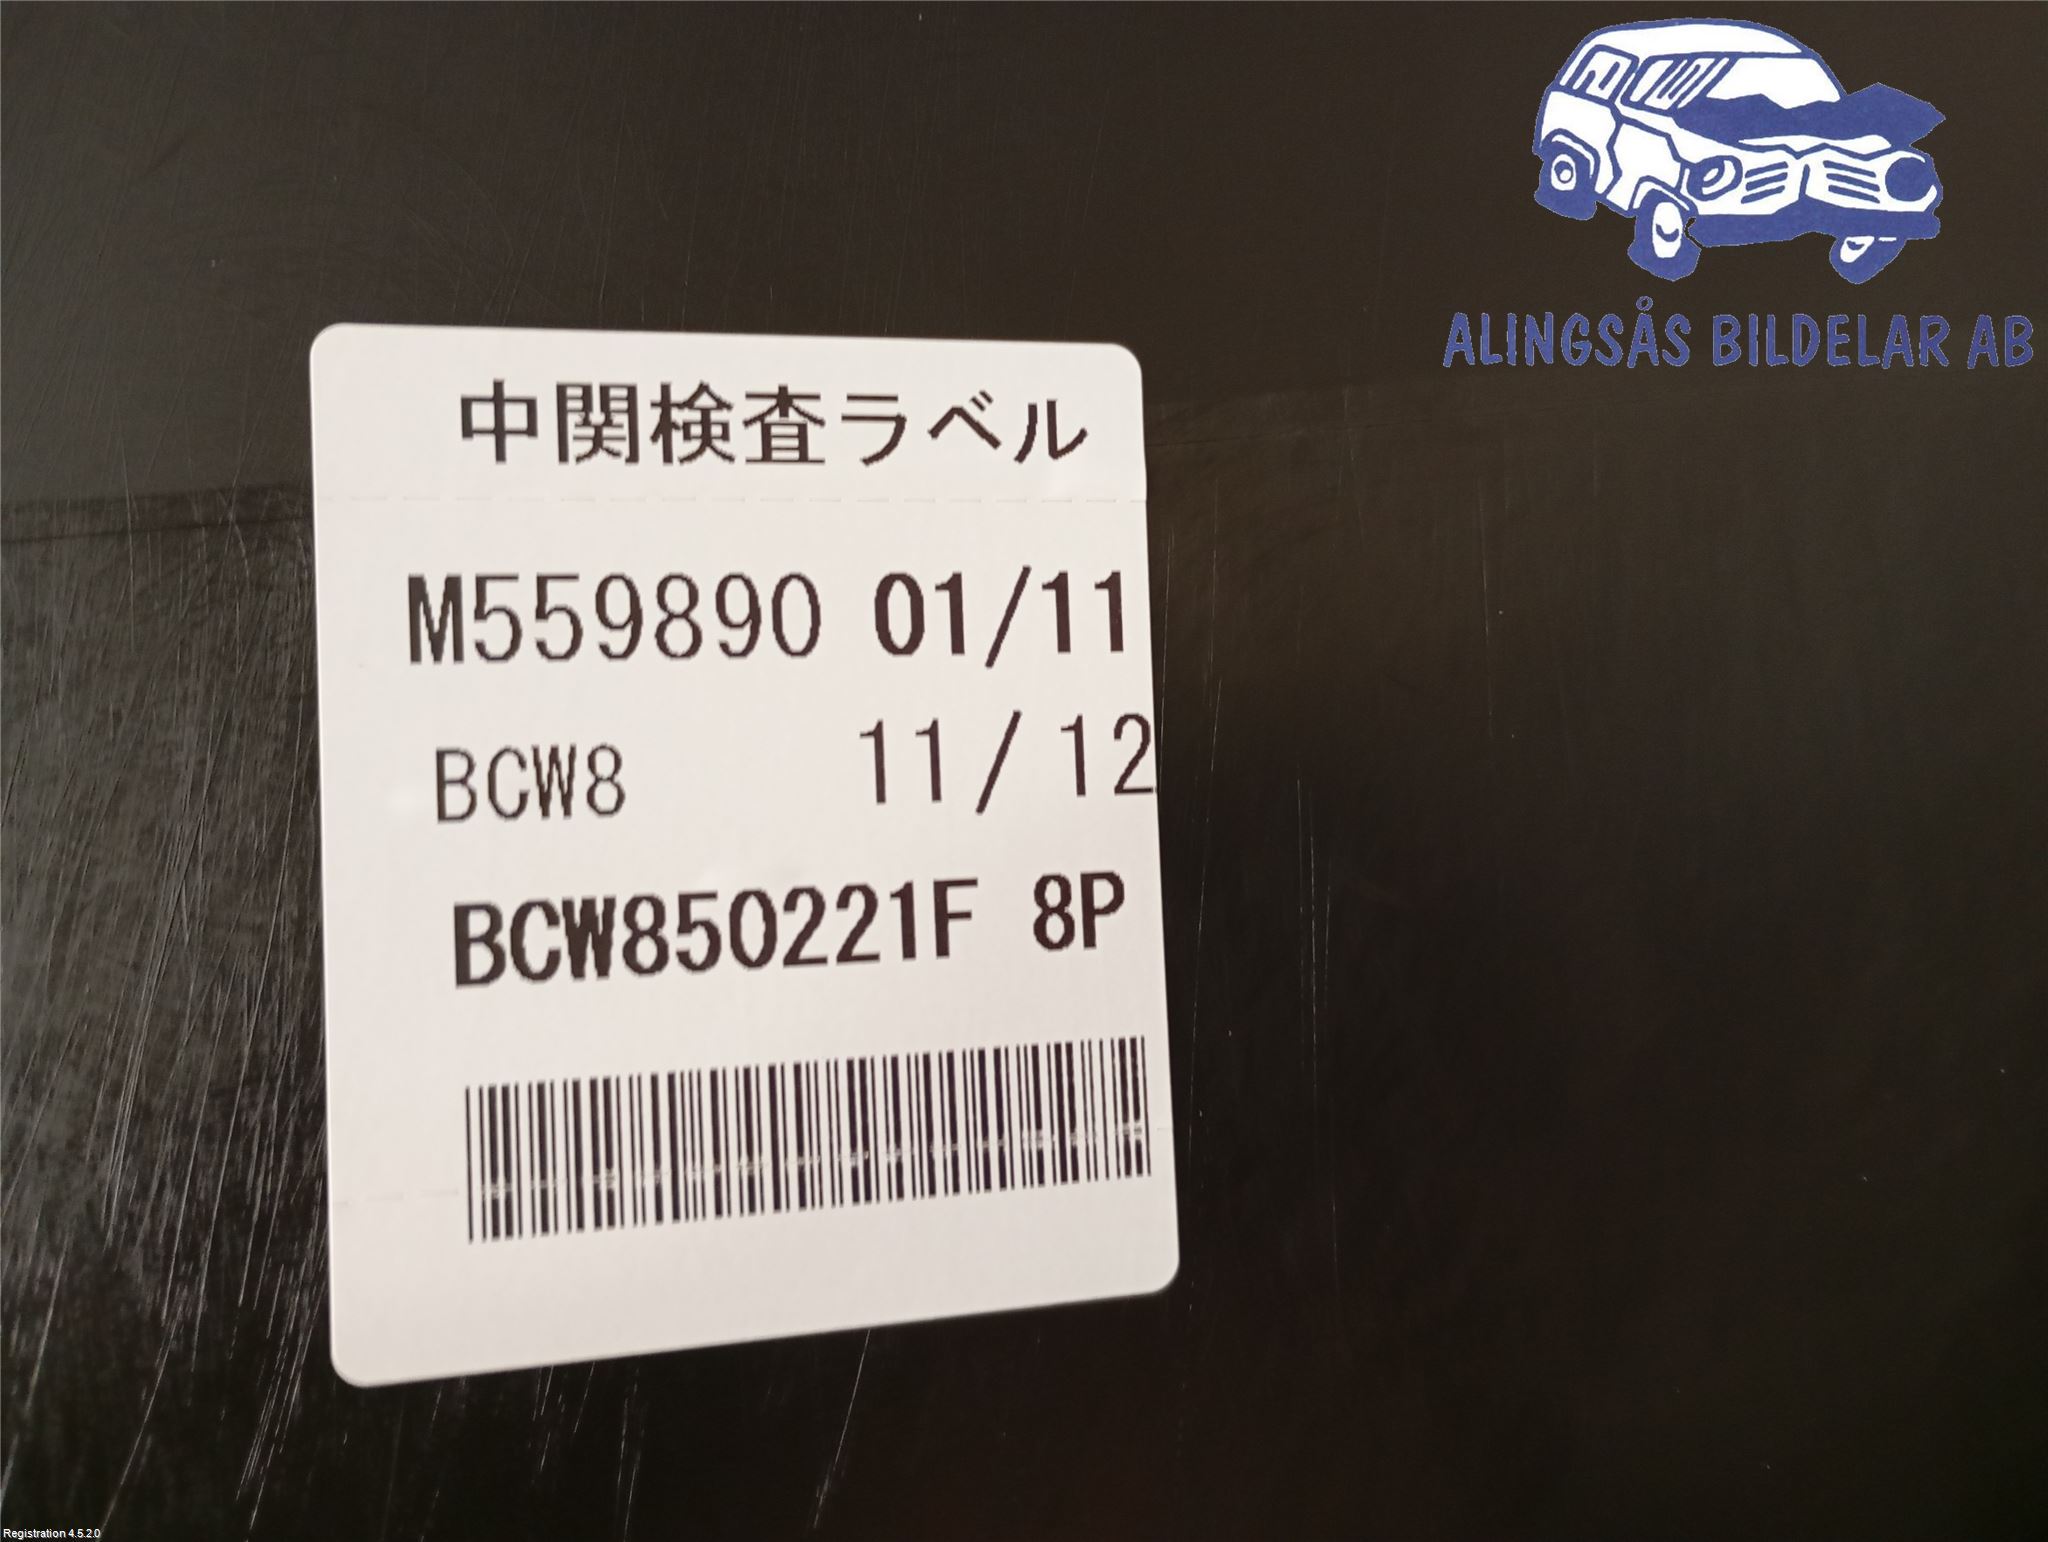 ALINGSÅS BILDELAR AB
中関検査ラベル
M559890 01/11
BCW8 11/12
BCW850221F 8P
Registration 4.5.2.0